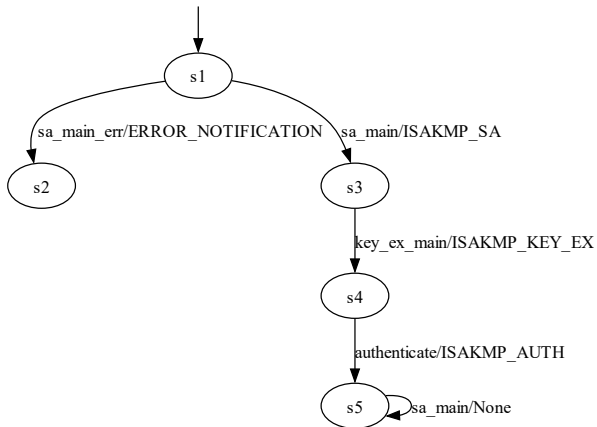 s1
sa_main_err/ERROR_NOTIFICATION
sa_main/ISAKMP_SA
s2
s3
key_ex_main/ISAKMP_KEY_EX
s4
authenticate/ISAKMP_AUTH
s5
sa_main/None